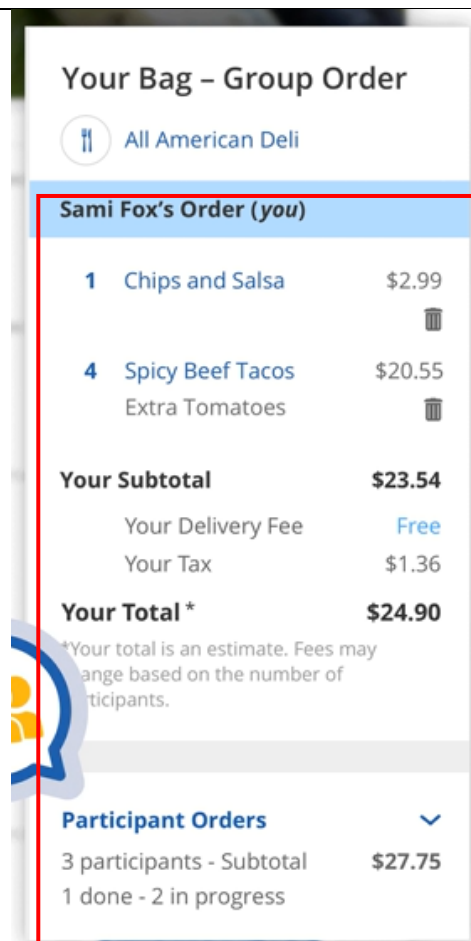 Your Bag – Group Order
All American Deli
Sami Fox's Order (you)
1 Chips and Salsa $2.99
4 Spicy Beef Tacos $20.55
Extra Tomatoes
Your Subtotal $23.54
Your Delivery Fee Free
Your Tax $1.36
Your Total * $24.90
*Your total is an estimate. Fees may
based on the number of
Participant Orders
3 participants - Subtotal $27.75
1 done - 2 in progress